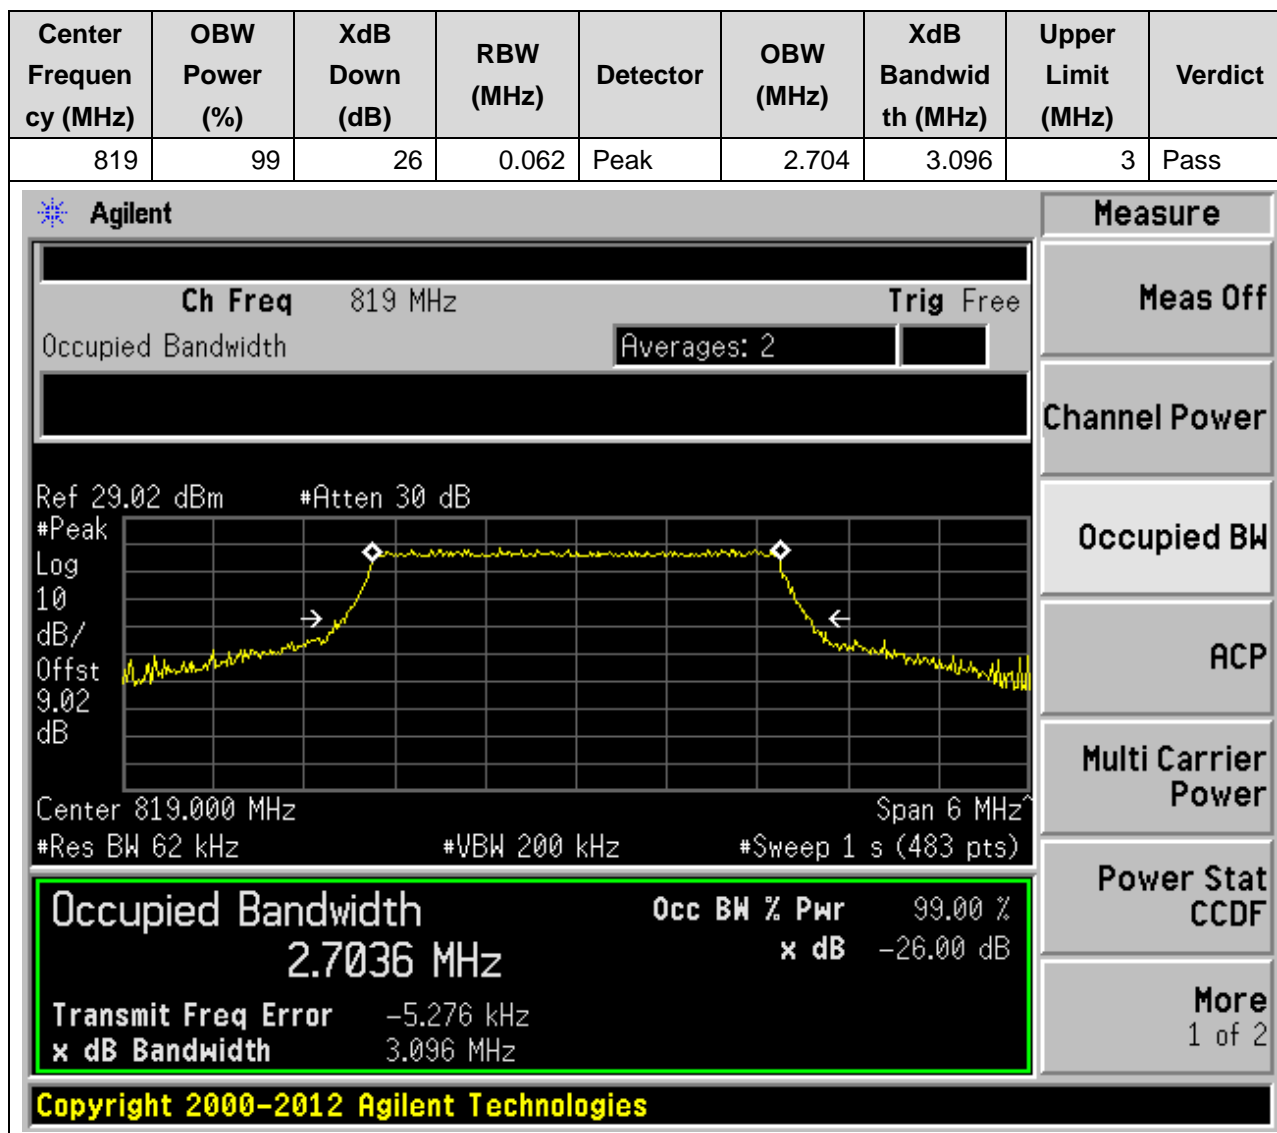 Center Frequen cy (MHz)
OBW Power (%)
XdB Down (dB)
RBW (MHz)
Detector
OBW (MHz)
XdB Bandwid th (MHz)
Upper Limit (MHz)
Verdict
819 99 26 0.062 Peak 2.704 3.096 3 Pass
Agilent
Ch Freq 819 MHz Trig Free
Occupied Bandwidth
Averages: 2
Ref 29.02 dBm #Atten 30 dB
#Peak
Log
10
dB/
Offst
9.02
dB
Center 819.000 MHz Span 6 MHz^
#Res BW 62 kHz #VBW 200 kHz #Sweep 1 s (483 pts)
Occupied Bandwidth
2.7036 MHz
Occ BW % Pwr 99.00 %
x dB -26.00 dB
Transmit Freq Error -5.276 kHz
x dB Bandwidth 3.096 MHz
Copyright 2000-2012 Agilent Technologies
Measure
Meas Off
Channel Power
Occupied BW
ACP
Multi Carrier
Power
Power Stat
CCDF
More
1 of 2